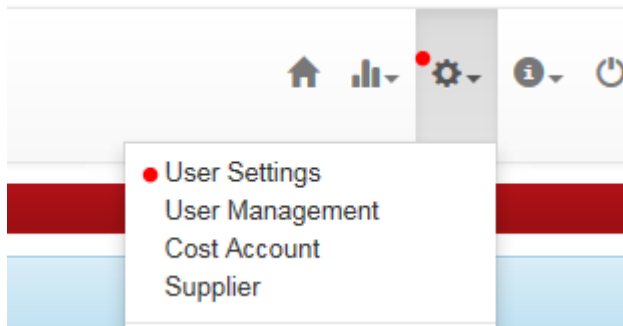 User Settings
User Management
Cost Account
Supplier